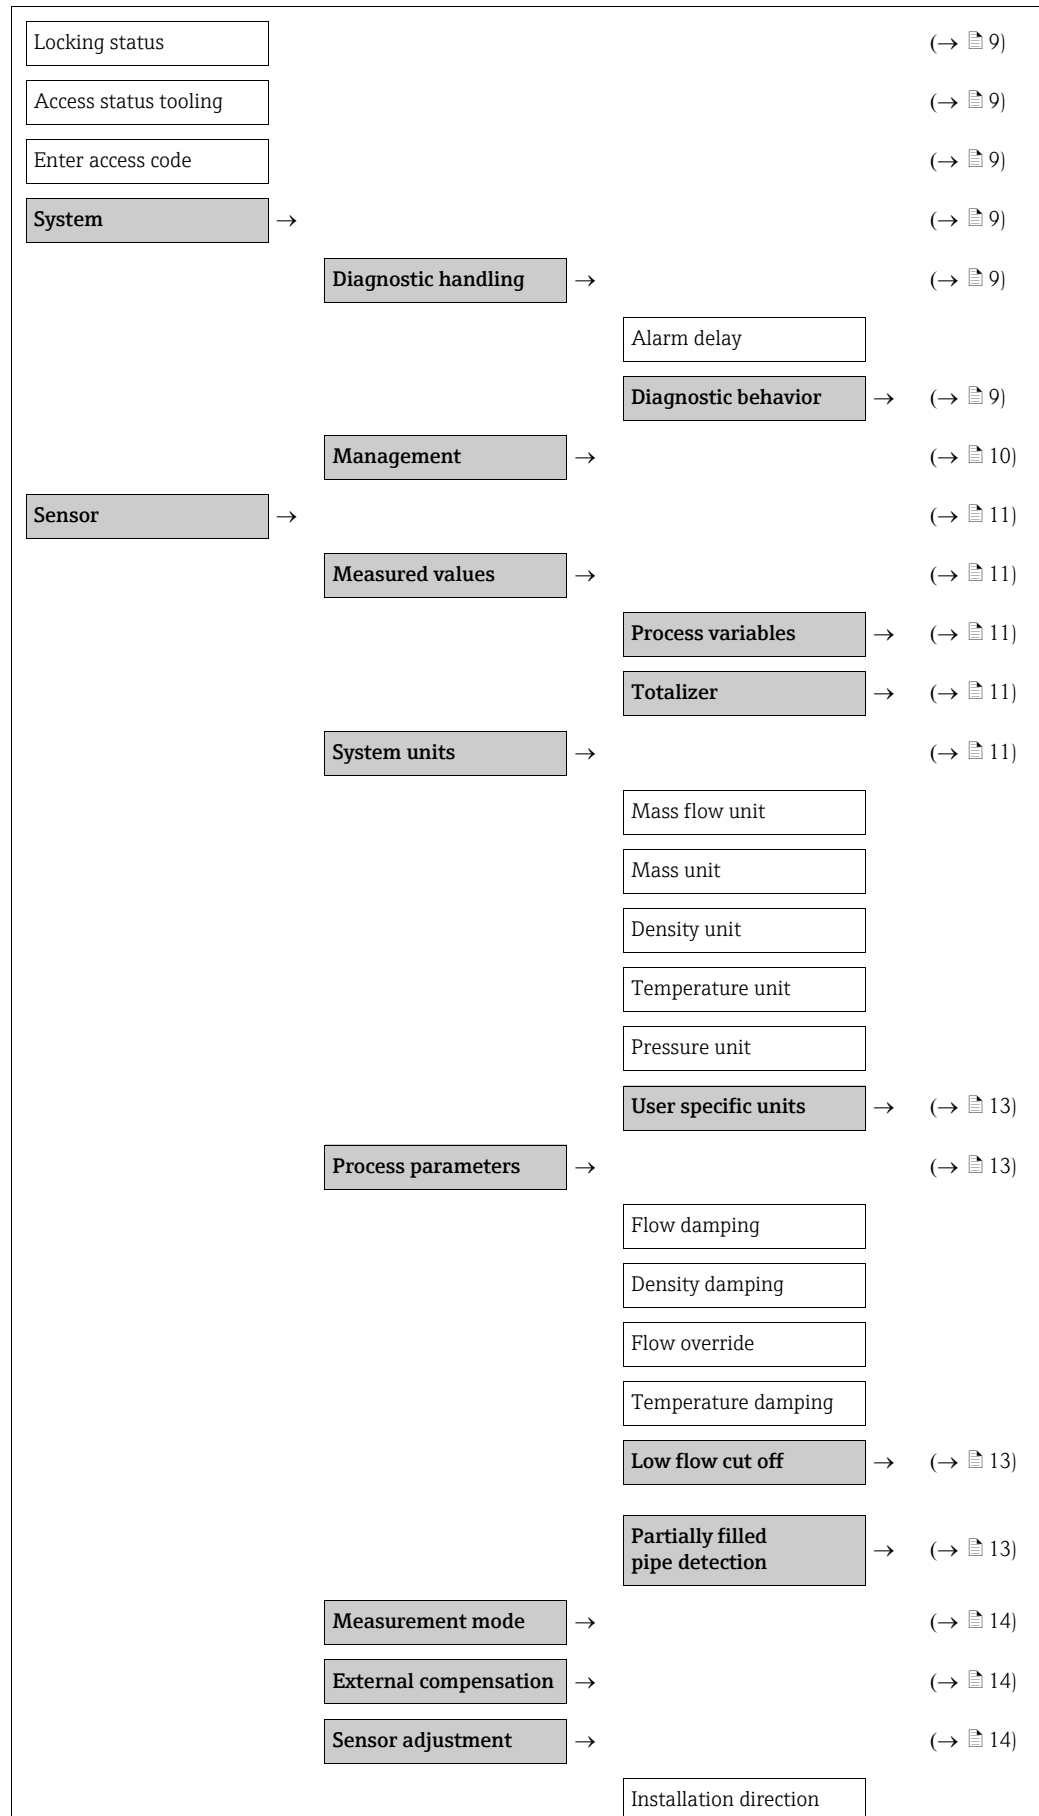 Locking status (→ 🖹 9)
Access status tooling (→ 🖹 9)
Enter access code (→ 🖹 9)
System → (→ 🖹 9)
Diagnostic handling → (→ 🖹 9)
Alarm delay
Diagnostic behavior → (→ 🖹 9)
Management → (→ 🖹 10)
Sensor → (→ 🖹 11)
Measured values → (→ 🖹 11)
Process variables → (→ 🖹 11)
Totalizer → (→ 🖹 11)
System units → (→ 🖹 11)
Mass flow unit
Mass unit
Density unit
Temperature unit
Pressure unit
User specific units → (→ 🖹 13)
Process parameters → (→ 🖹 13)
Flow damping
Density damping
Flow override
Temperature damping
Low flow cut off → (→ 🖹 13)
Partially filled
pipe detection → (→ 🖹 13)
Measurement mode → (→ 🖹 14)
External compensation → (→ 🖹 14)
Sensor adjustment → (→ 🖹 14)
Installation direction